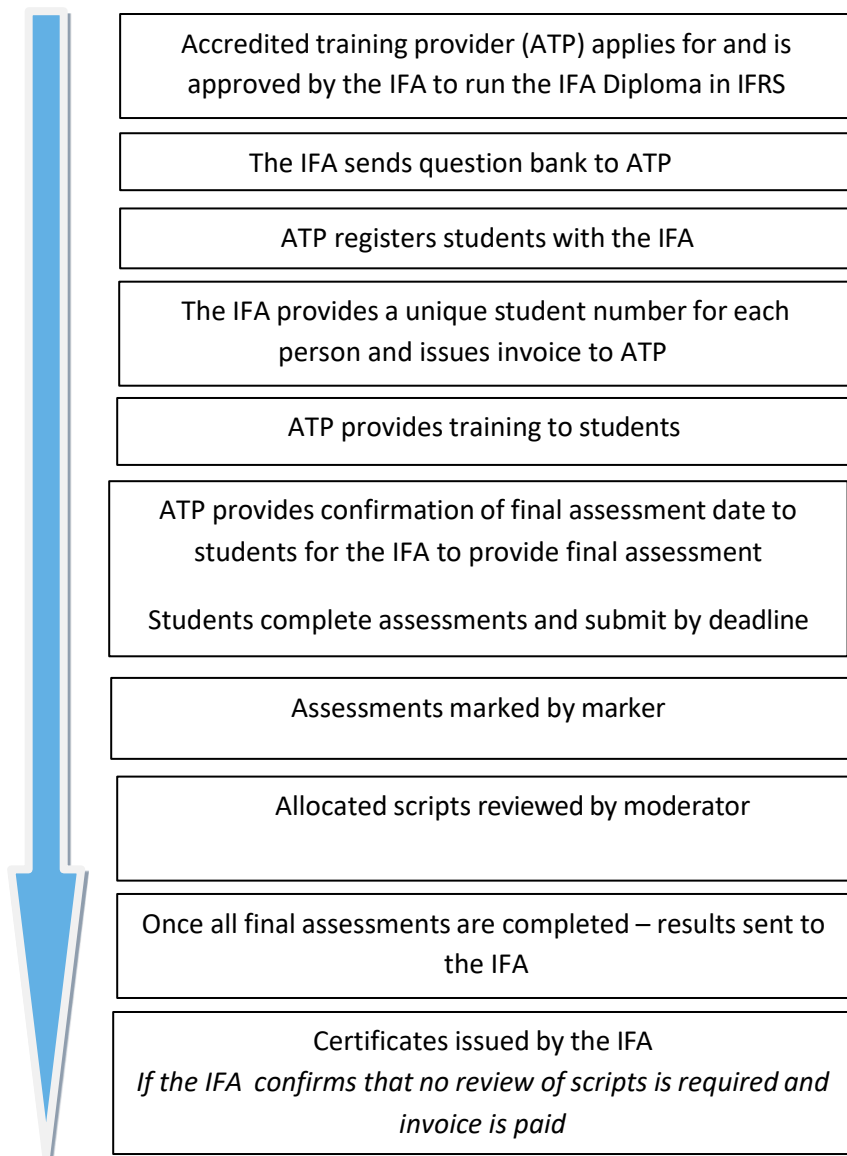 Accredited training provider (ATP) applies for and is
approved by the IFA to run the IFA Diploma in IFRS
The IFA sends question bank to ATP
ATP registers students with the IFA
The IFA provides a unique student number for each
person and issues invoice to ATP
ATP provides training to students
ATP provides confirmation of final assessment date to
students for the IFA to provide final assessment
Students complete assessments and submit by deadline
Assessments marked by marker
Allocated scripts reviewed by moderator
Once all final assessments are completed – results sent to
the IFA
Certificates issued by the IFA
If the IFA confirms that no review of scripts is required and
invoice is paid